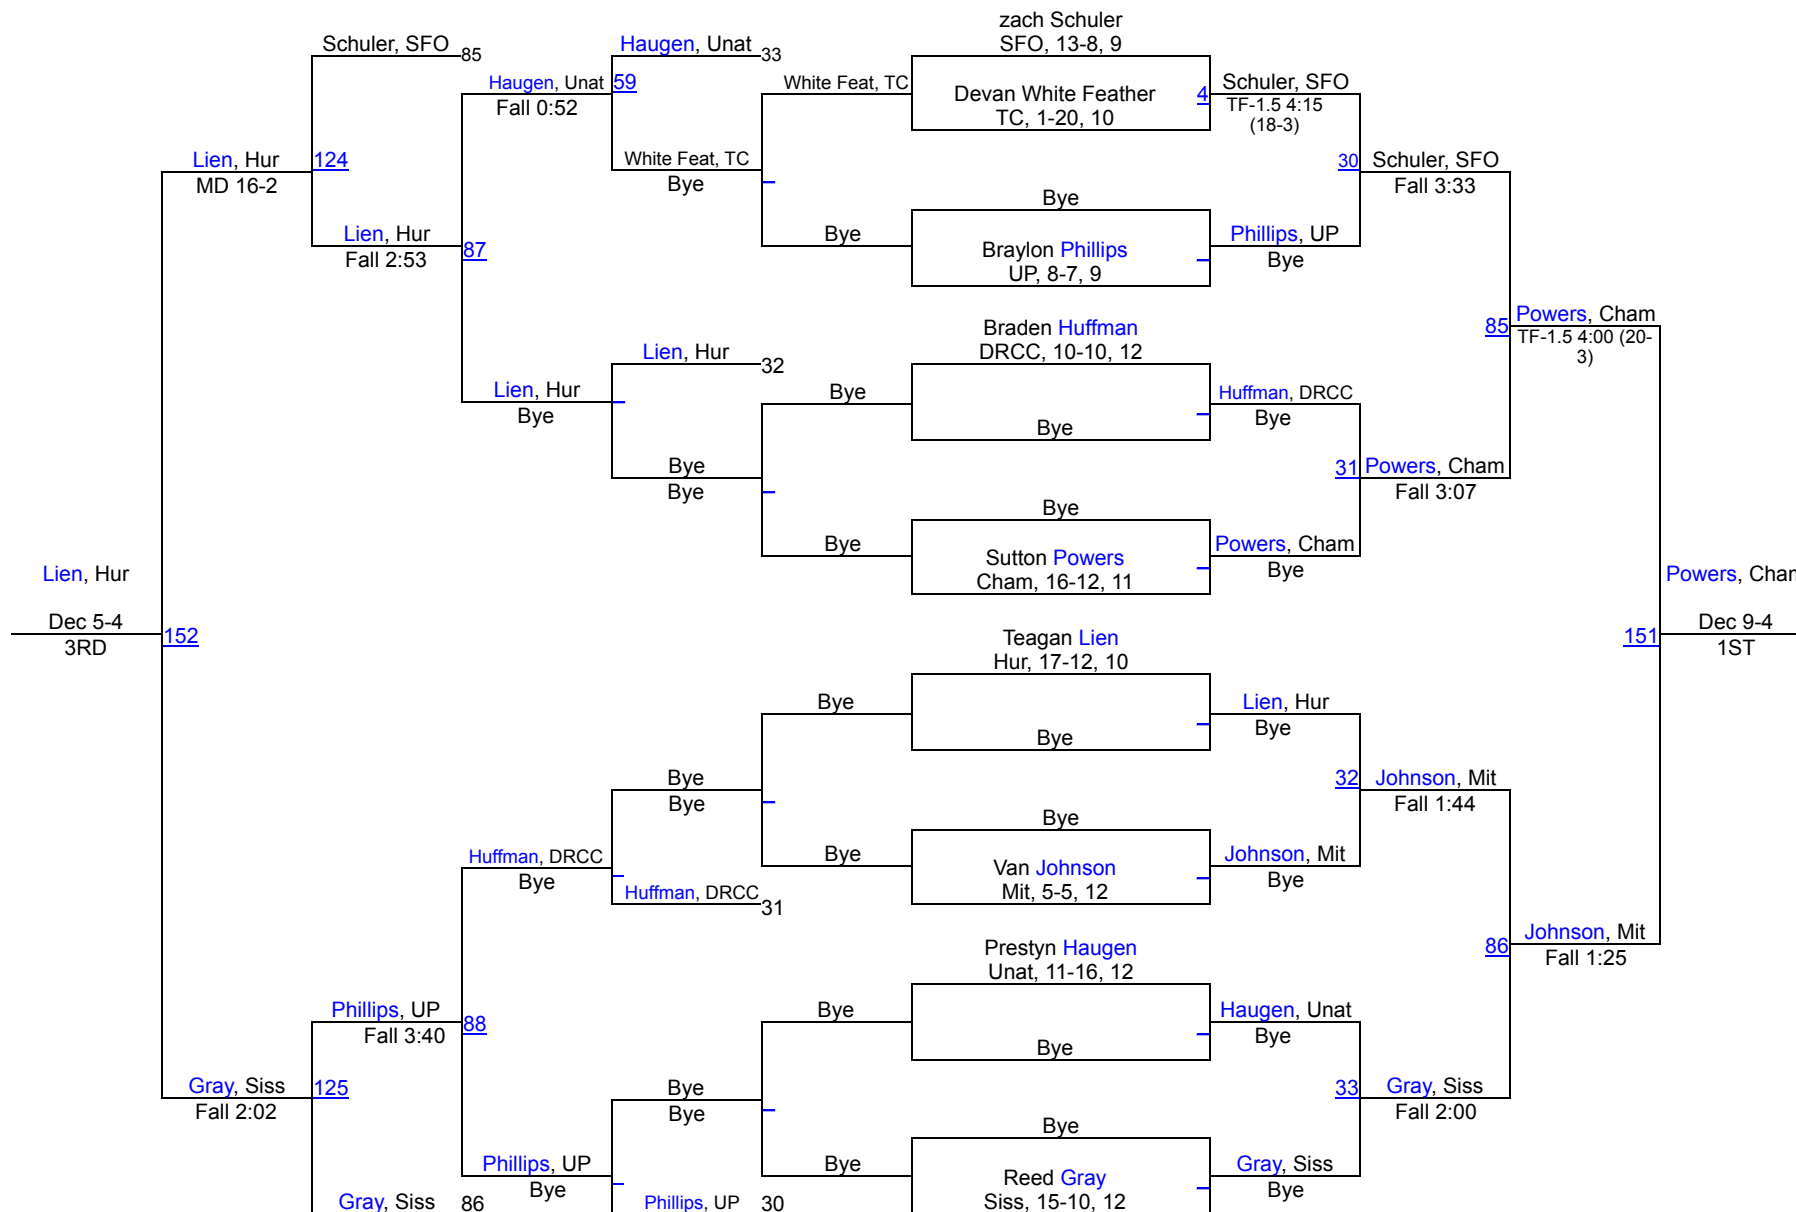 zach Schuler
SFO, 13-8, 9
Schuler, SFO
85
Haugen, Unat
33
Haugen, Unat
59
Fall 0:52
White Feat, TC
Devan White Feather
TC, 1-20, 10
4
Schuler, SFO
TF-1.5 4:15
(18-3)
Lien, Hur
124
MD 16-2
White Feat, TC
Bye
30
Schuler, SFO
Fall 3:33
Bye
Lien, Hur
87
Fall 2:53
Bye
Braylon Phillips
UP, 8-7, 9
Phillips, UP
Bye
Braden Huffman
DRCC, 10-10, 12
85
Powers, Cham
TF-1.5 4:00 (20-
3)
Lien, Hur
32
Lien, Hur
Bye
Bye
Bye
Huffman, DRCC
Bye
Bye
Bye
31
Powers, Cham
Fall 3:07
Bye
Bye
Sutton Powers
Cham, 16-12, 11
Powers, Cham
Bye
Lien, Hur
Dec 5-4
3RD
152
Powers, Cham
Dec 9-4
1ST
151
Teagan Lien
Hur, 17-12, 10
Bye
Bye
Lien, Hur
Bye
Bye
Bye
32
Johnson, Mit
Fall 1:44
Bye
Bye
Van Johnson
Mit, 5-5, 12
Johnson, Mit
Bye
Huffman, DRCC
Bye
Huffman, DRCC
31
Prestyn Haugen
Unat, 11-16, 12
86
Johnson, Mit
Fall 1:25
Phillips, UP
88
Fall 3:40
Bye
Bye
Haugen, Unat
Bye
Gray, Siss
125
Fall 2:02
Bye
Bye
33
Gray, Siss
Fall 2:00
Bye
Phillips, UP
Bye
Bye
Reed Gray
Siss, 15-10, 12
Gray, Siss
Bye
Gray, Siss
86
Phillips, UP
30